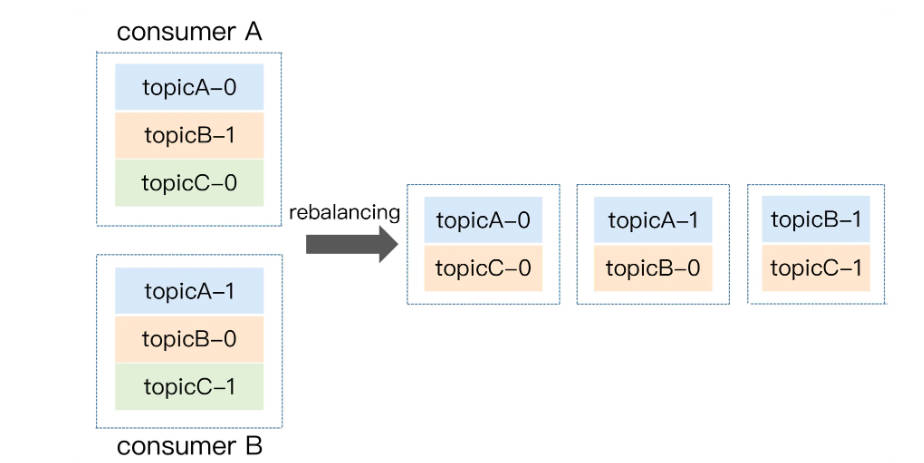 consumer A
topicA-0
topicB-1
topicC-0
topicA-1
topicB-0
topicC-1
consumer B
rebalancing
topicA-0
topicC-0
topicA-1
topicB-0
topicB-1
topicC-1